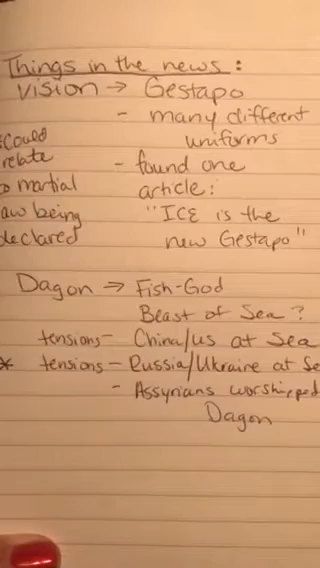 Things in the news:
vision → Gestapo
- many different
uniforms
*Could
relate
to martial
law being
declared
- found one
article:
"ICE is the
new Gestapo"
Dagon → Fish-God
Beast of Sea?
tensions - China/us at Sea
* tensions - Russia/Ukraine at Se
- Assyrians worshipped
Dagon